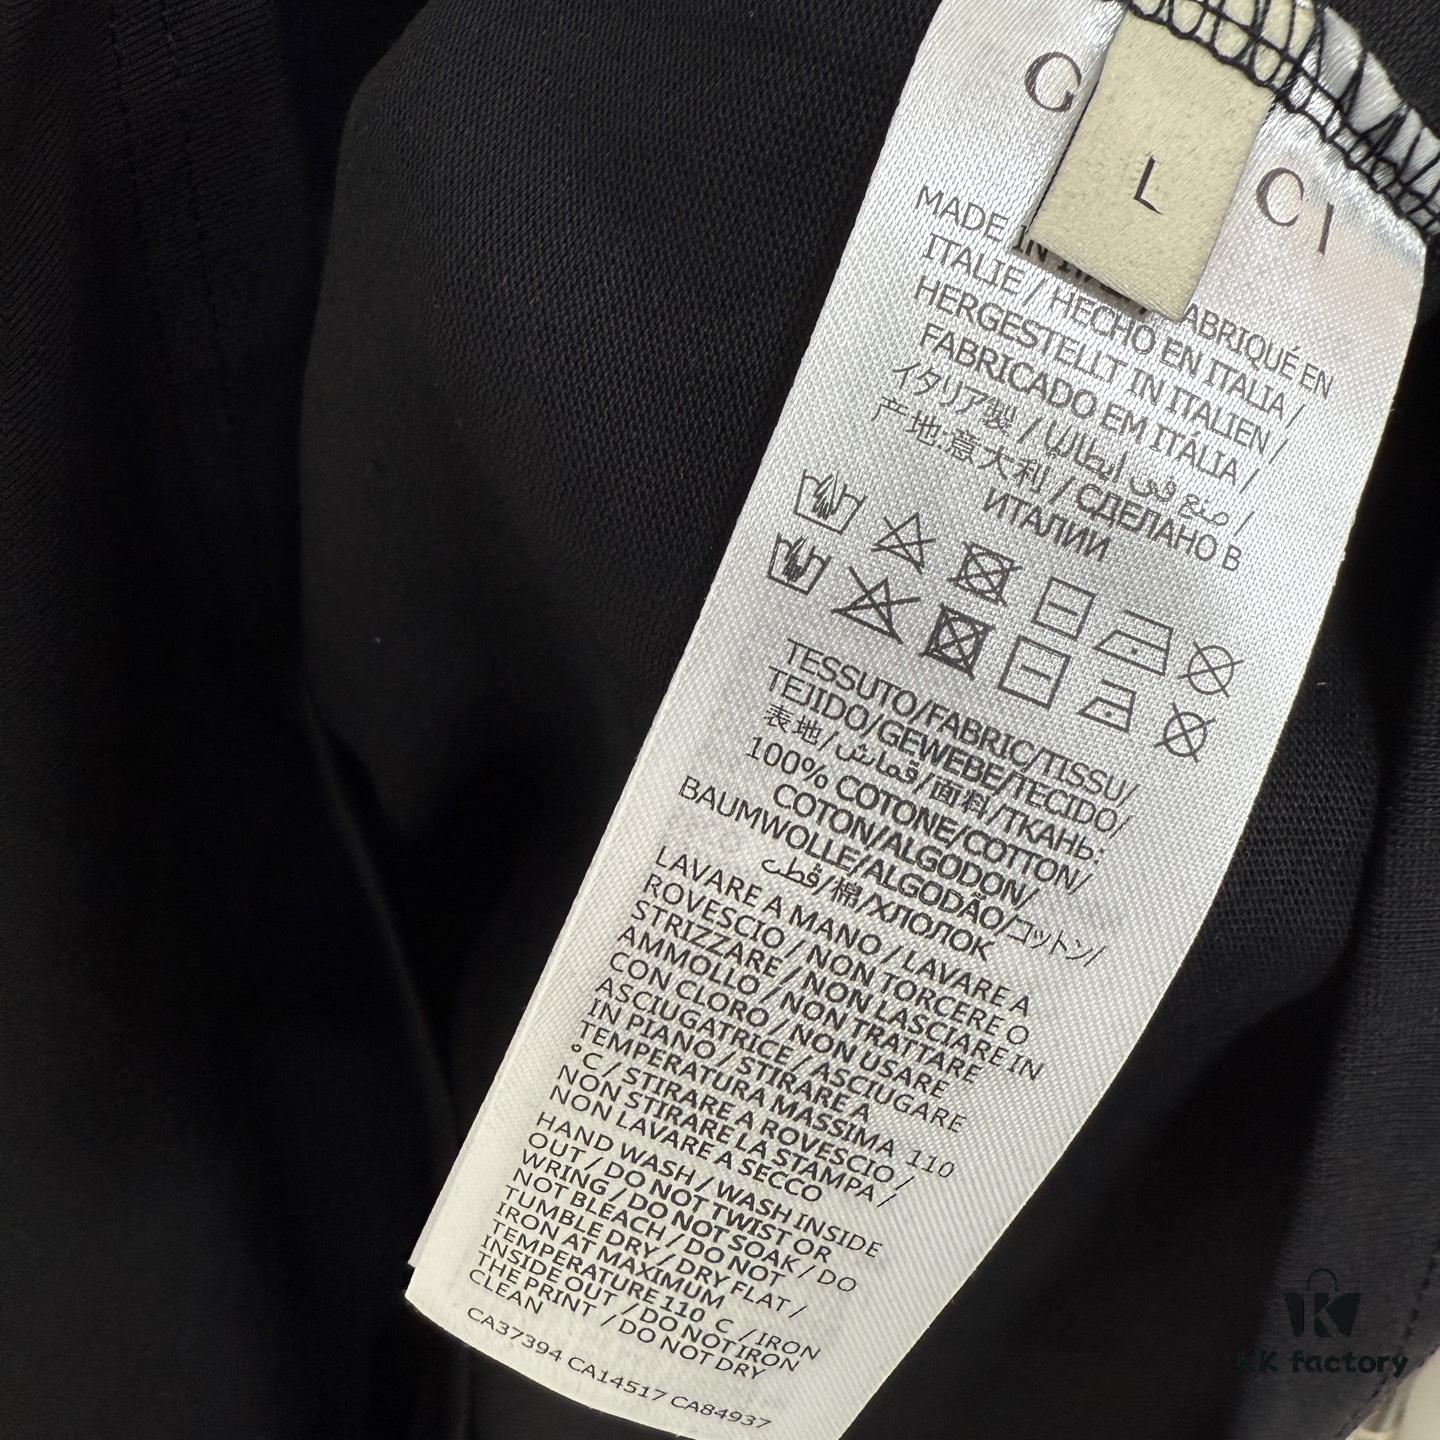 G CI
L
MADE IN IT ABRIQUÉ EN
ITALIE / HECHO EN ITALIA /
HERGESTELLT IN ITALIEN /
FABRICADO EM ITÁLIA /
イタリア製 / صنع في إيطاليا /
产地:意大利 / СДЕЛАНО В
ИТАЛИИ
TESSUTO/FABRIC/TISSU/
TEJIDO/GEWEBE/TECIDO/
表地/قماش/面料/ТКАНЬ:
100% COTONE/COTTON/
COTON/ALGODON/
BAUMWOLLE/ALGODÃO/コットン/
قطن/棉/ХЛОПОК
LAVARE A MANO / LAVARE A
ROVESCIO / NON TORCERE O
STRIZZARE / NON LASCIARE IN
AMMOLLO / NON TRATTARE
CON CLORO / NON USARE
ASCIUGATRICE / ASCIUGARE
IN PIANO / STIRARE A
TEMPERATURA MASSIMA 110
°C / STIRARE A ROVESCIO /
NON STIRARE LA STAMPA /
NON LAVARE A SECCO
HAND WASH / WASH INSIDE
OUT / DO NOT TWIST OR
WRING / DO NOT SOAK / DO
NOT BLEACH / DO NOT
TUMBLE DRY / DRY FLAT /
IRON AT MAXIMUM
TEMPERATURE 110 C / IRON
INSIDE OUT / DO NOT IRON
THE PRINT / DO NOT DRY
CLEAN
CA37394 CA14517 CA84937
KK factory